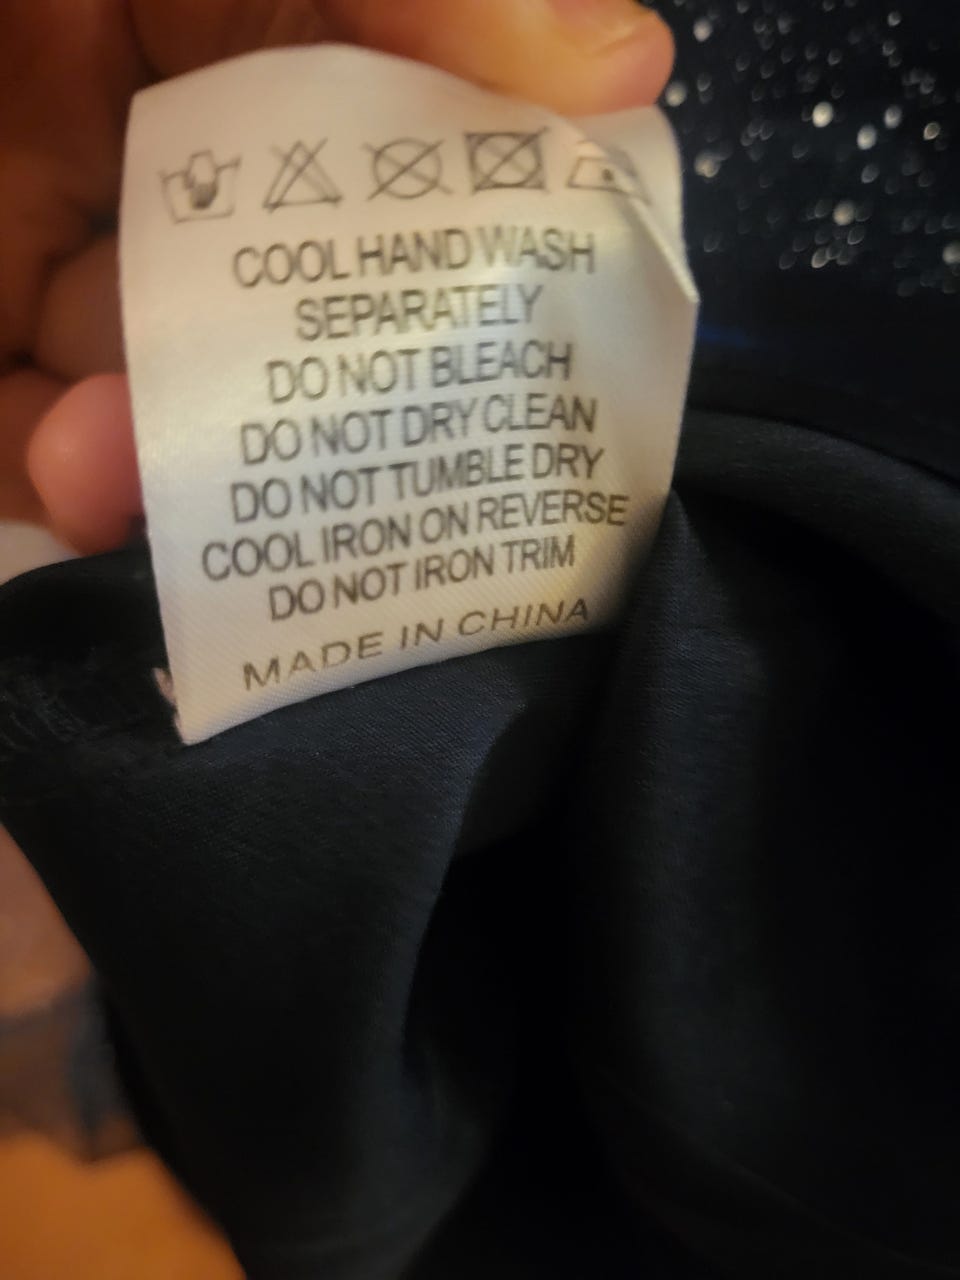 COOL HAND WASH
SEPARATELY
DO NOT BLEACH
DO NOT DRY CLEAN
DO NOT TUMBLE DRY
COOL IRON ON REVERSE
DO NOT IRON TRIM
MADE IN CHINA